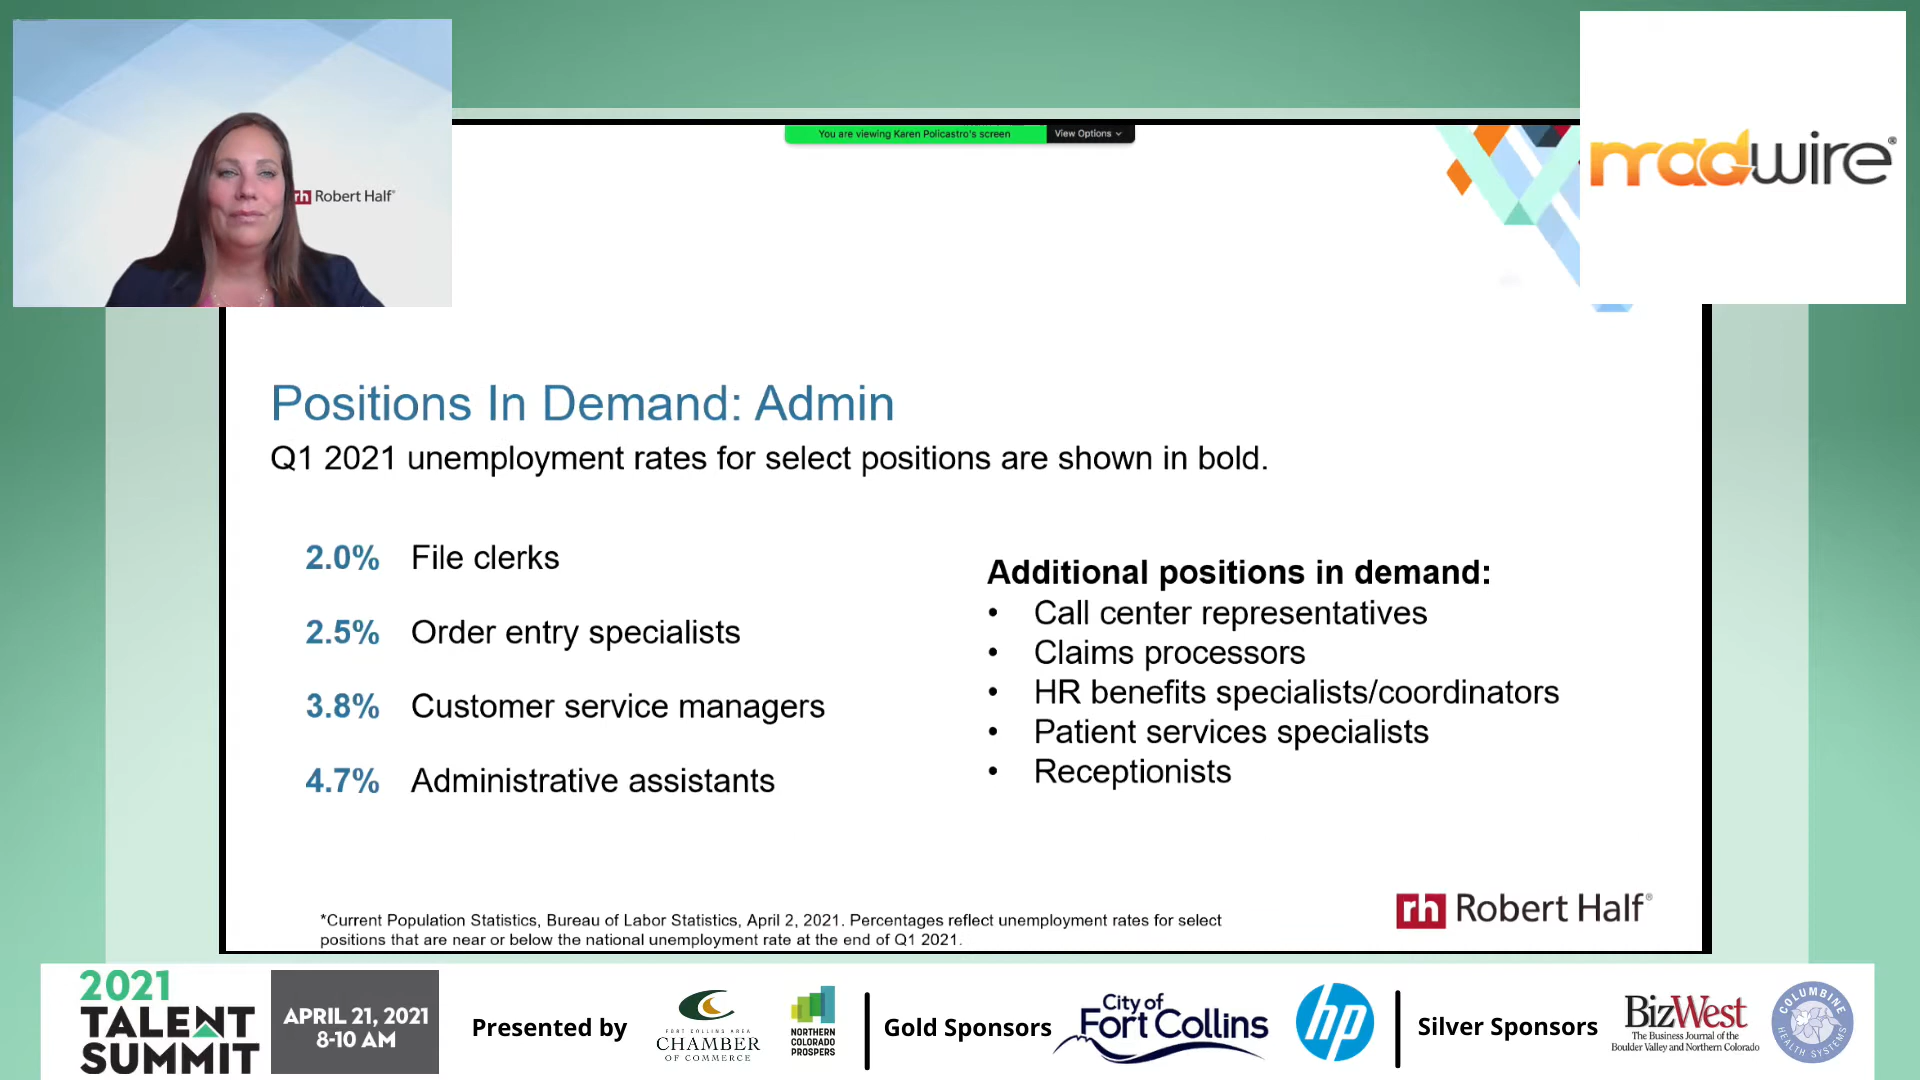 rh Robert Half
You are viewing Karen Policastro's screen View Options
madwire®
Positions In Demand: Admin
Q1 2021 unemployment rates for select positions are shown in bold.
2.0% File clerks
2.5% Order entry specialists
3.8% Customer service managers
4.7% Administrative assistants
Additional positions in demand:
• Call center representatives
• Claims processors
• HR benefits specialists/coordinators
• Patient services specialists
• Receptionists
*Current Population Statistics, Bureau of Labor Statistics, April 2, 2021. Percentages reflect unemployment rates for select
positions that are near or below the national unemployment rate at the end of Q1 2021.
rh Robert Half®
2021
TALENT
SUMMIT
APRIL 21, 2021
8-10 AM
Presented by
FORT COLLINS AREA
CHAMBER
OF COMMERCE
NORTHERN
COLORADO
PROSPERS
Gold Sponsors
City of
Fort Collins
hp
Silver Sponsors
BizWest
The Business Journal of the
Boulder Valley and Northern Colorado
COLUMBINE
HEALTH SYSTEMS